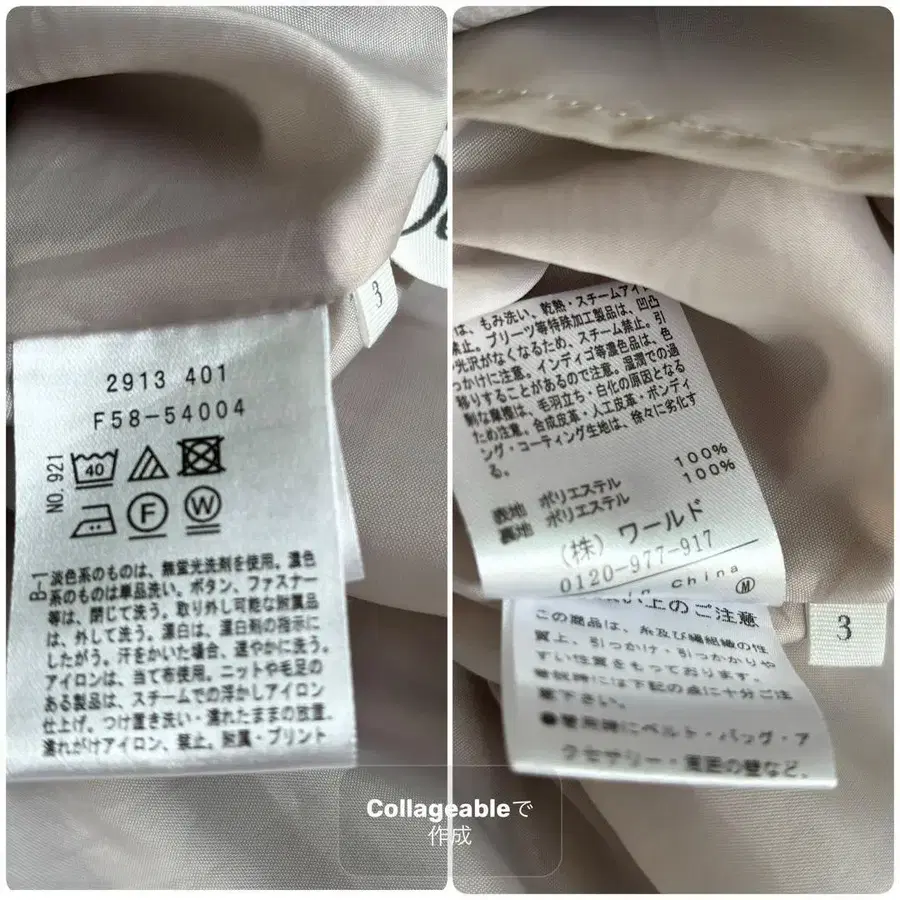 3
2913 401
F58-54004
NO. 921
40
F
W
B-1
淡色系のものは、無蛍光洗剤を使用。濃色
系のものは単品洗い。ボタン、ファスナー
等は、閉じて洗う。取り外し可能な附属品
は、外して洗う。漂白は、漂白剤の指示に
したがう。汗をかいた場合、速やかに洗う。
アイロンは、当て布使用。ニットや毛足の
ある製品は、スチームでの浮かしアイロン
仕上げ。つけ置き洗い・濡れたままの放置、
濡れがけアイロン、禁止。附属・プリント
は、もみ洗い、乾熱・スチームアイ
禁止。プリーツ等特殊加工製品は、凹凸
光沢がなくなるため、スチーム禁止。引
っかけに注意。インディゴ等濃色品は、色
移りすることがあるので注意。湿潤での過
剰な摩擦は、毛羽立ち・白化の原因となる
ため注意。合成皮革・人工皮革・ボンディ
ング・コーティング生地は、徐々に劣化す
る。
表地 ポリエステル 100%
裏地 ポリエステル 100%
(株) ワールド
0120-977-917
in China
M
上のご注意
この商品は、糸及び繊維織の性
質上、引っつけ・引っかかりや
すい性質をもっております。
着脱時には下記の点に十分ご注
意下さい。
●着用時にベルト・バッグ・ア
クセサリー・周囲の壁など、
3
Collageableで
作成